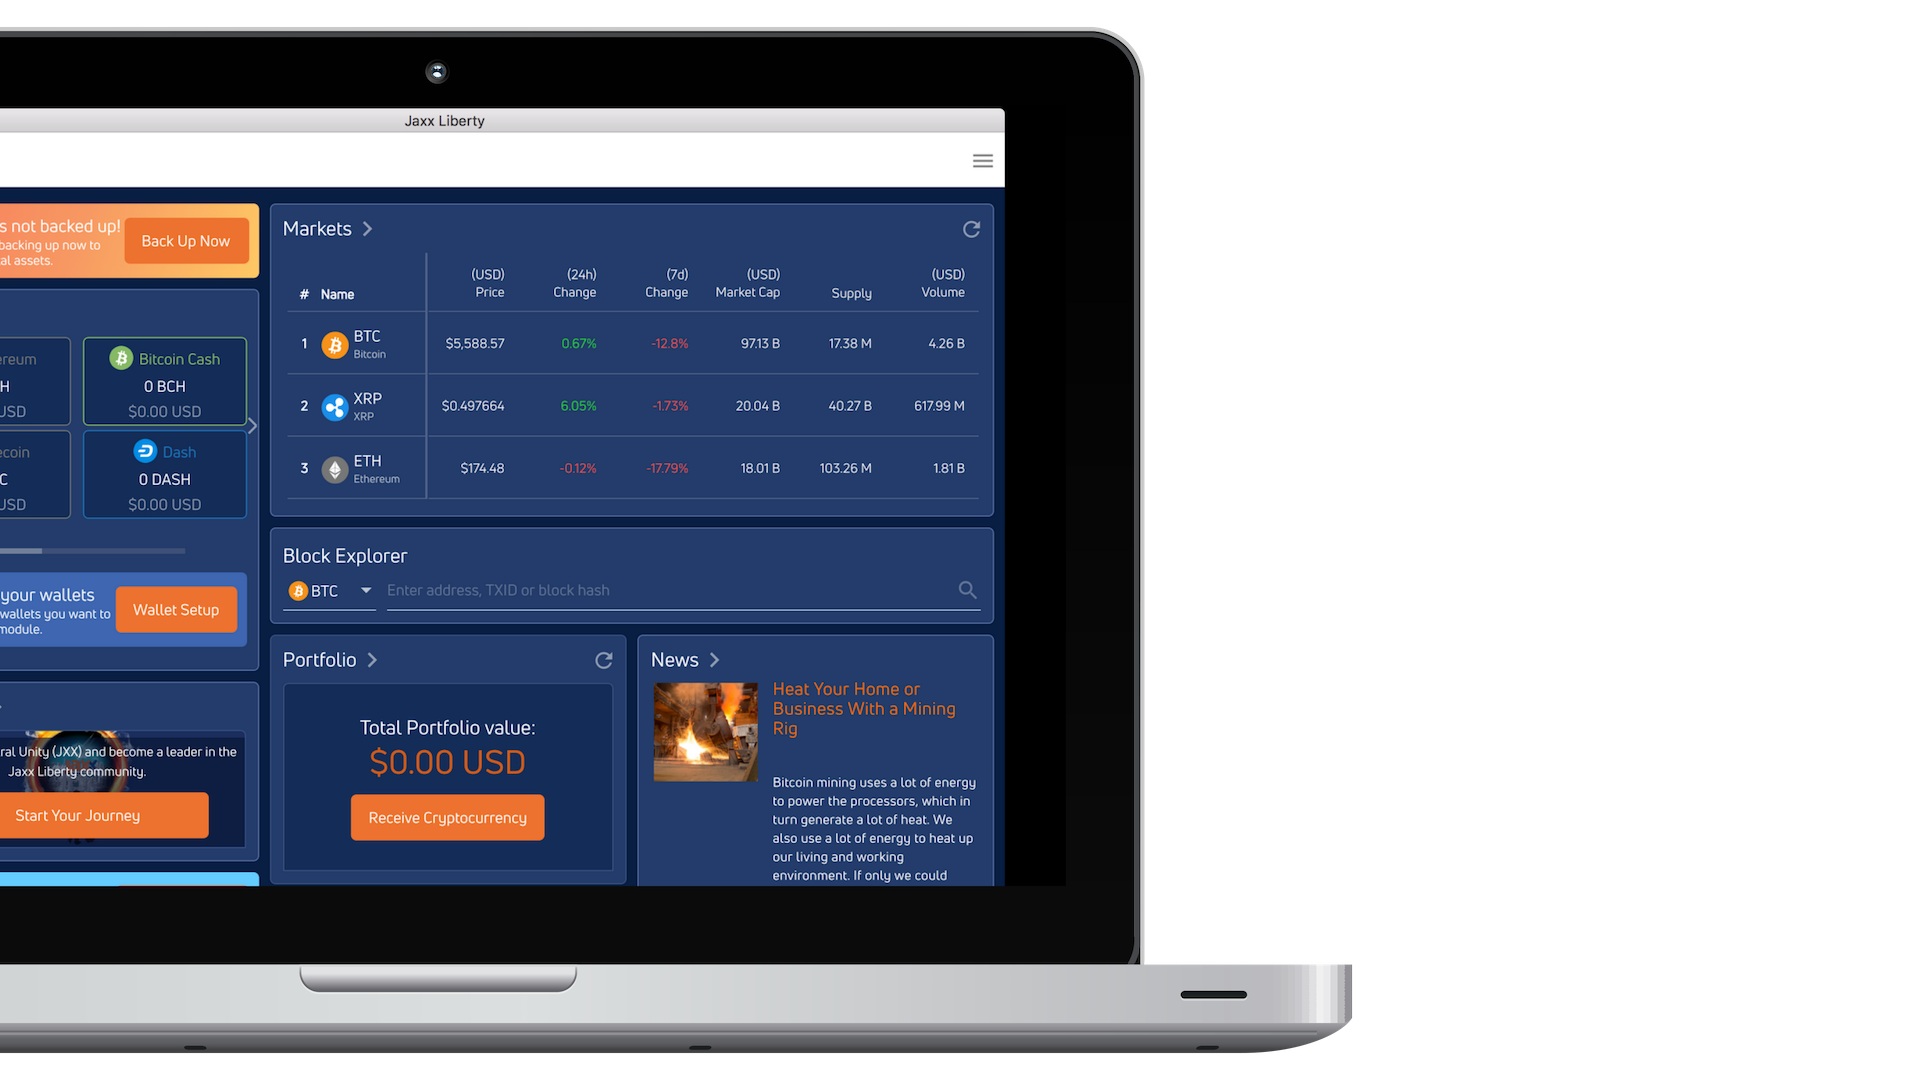 Jaxx Liberty
s not backed up!
backing up now to
al assets.
Back Up Now
ereum
H
USD
Bitcoin Cash
0 BCH
$0.00 USD
ecoin
C
USD
Dash
0 DASH
$0.00 USD
your wallets
wallets you want to
module.
Wallet Setup
ral Unity (JXX) and become a leader in the
Jaxx Liberty community.
Start Your Journey
Markets
# Name (USD) Price (24h) Change (7d) Change (USD) Market Cap Supply (USD) Volume
1 BTC Bitcoin $5,588.57 0.67% -12.8% 97.13 B 17.38 M 4.26 B
2 XRP XRP $0.497664 6.05% -1.73% 20.04 B 40.27 B 617.99 M
3 ETH Ethereum $174.48 -0.12% -17.79% 18.01 B 103.26 M 1.81 B
Block Explorer
BTC Enter address, TXID or block hash
Portfolio
Total Portfolio value:
$0.00 USD
Receive Cryptocurrency
News
Heat Your Home or
Business With a Mining
Rig
Bitcoin mining uses a lot of energy
to power the processors, which in
turn generate a lot of heat. We
also use a lot of energy to heat up
our living and working
environment. If only we could